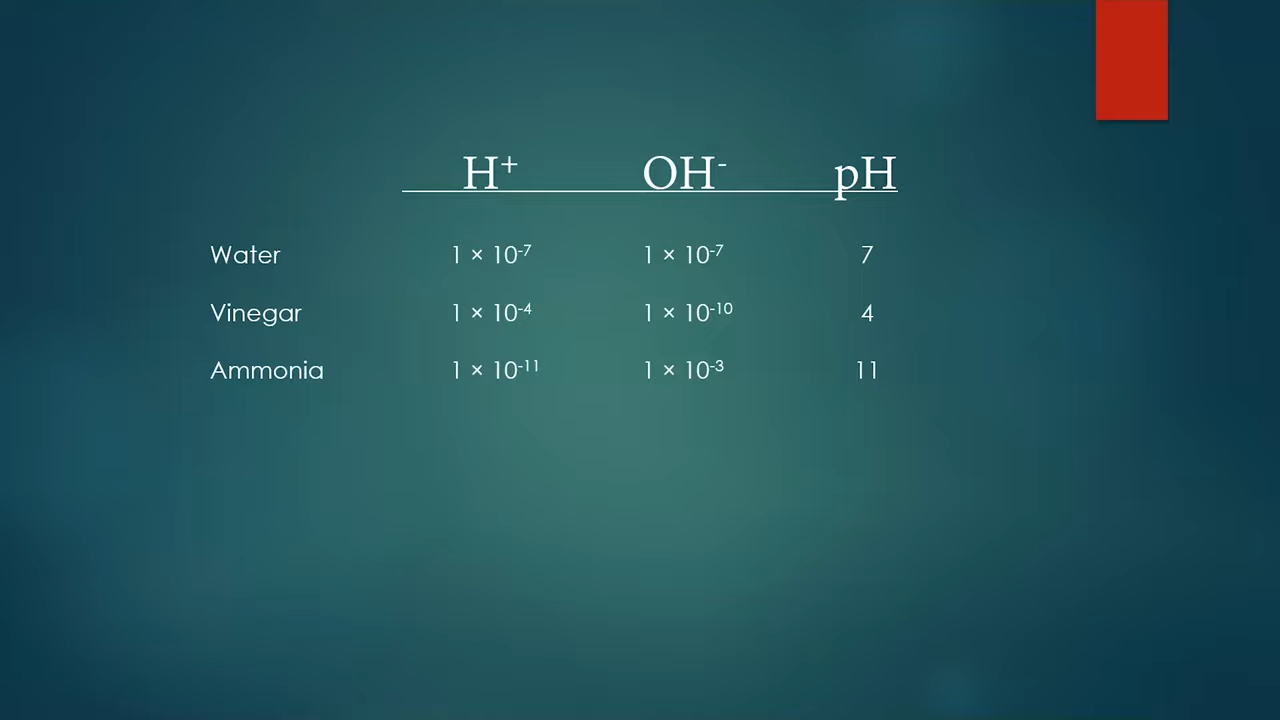 H⁺ OH⁻ pH
Water 1 × 10⁻⁷ 1 × 10⁻⁷ 7
Vinegar 1 × 10⁻⁴ 1 × 10⁻¹⁰ 4
Ammonia 1 × 10⁻¹¹ 1 × 10⁻³ 11